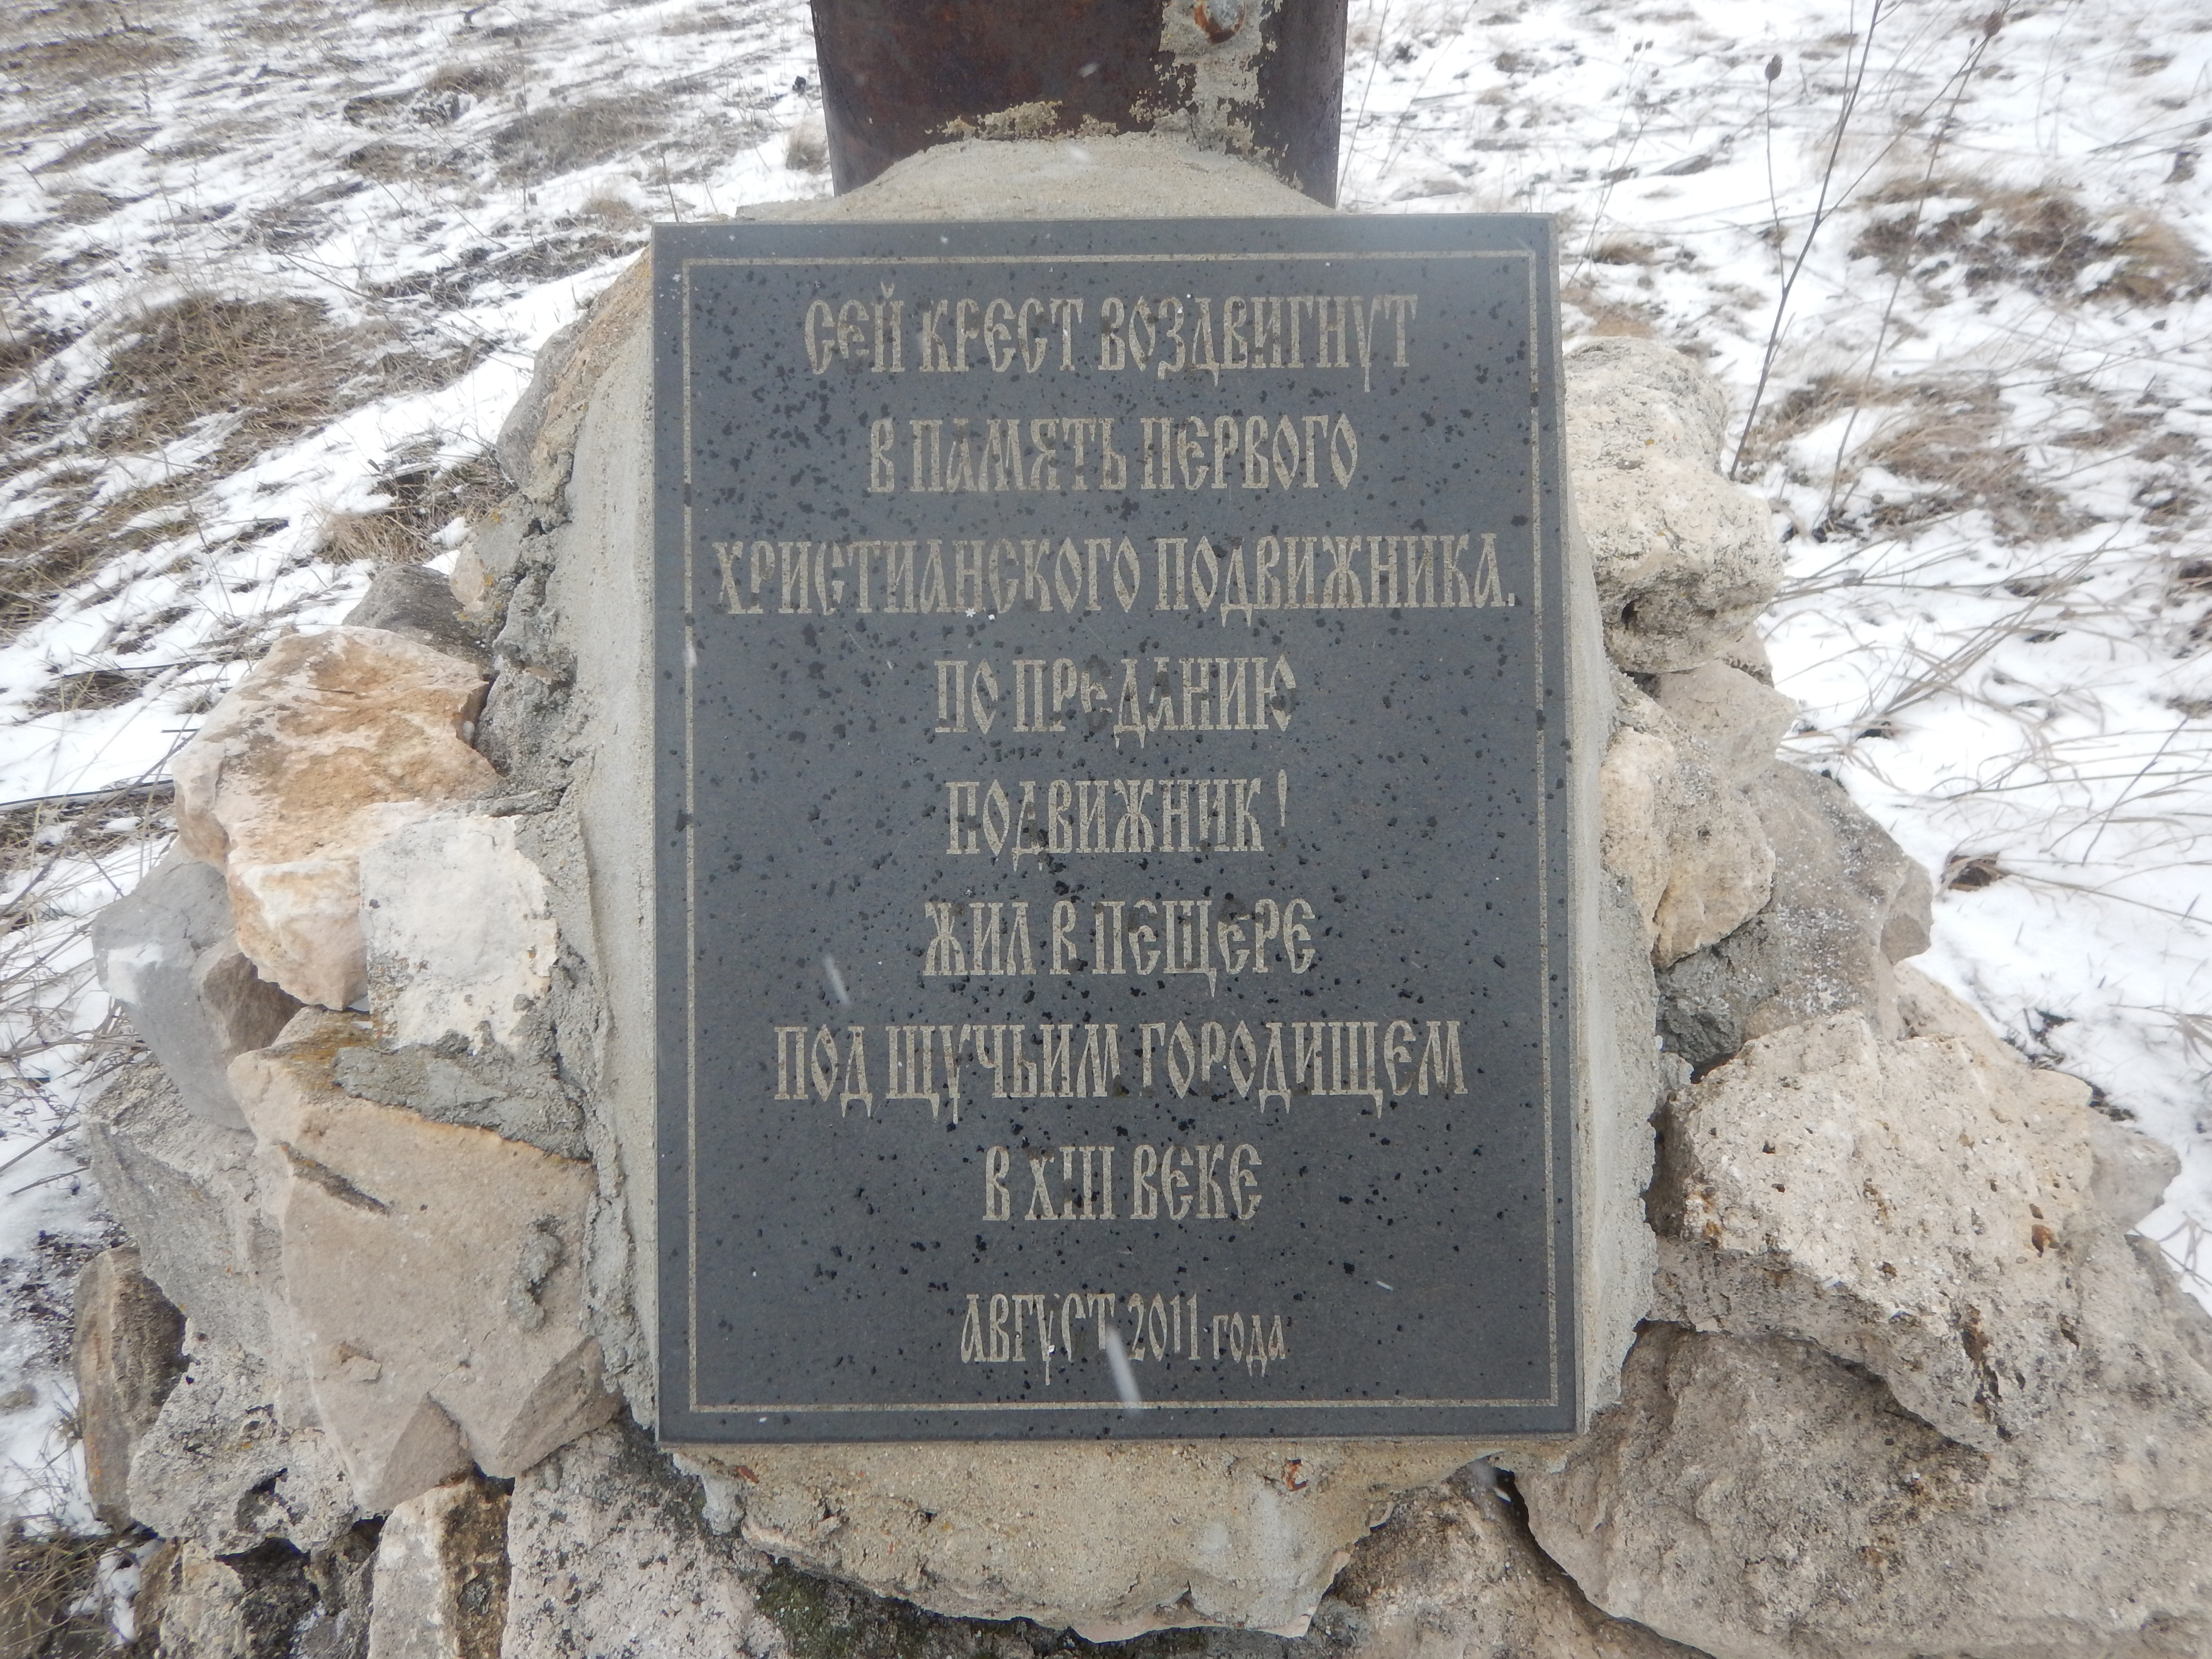 СЕЙ КРЕСТ ВОЗДВИГНУТ
В ПАМЯТЬ ПЕРВОГО
ХРИСТИАНСКОГО ПОДВИЖНИКА.
ПО ПРЕДАНИЮ
ПОДВИЖНИК!
ЖИЛ В ПЕЩЕРЕ
ПОД ЩУЧЬИМ ГОРОДИЩЕМ
В XIII ВЕКЕ
АВГУСТ 2011 года